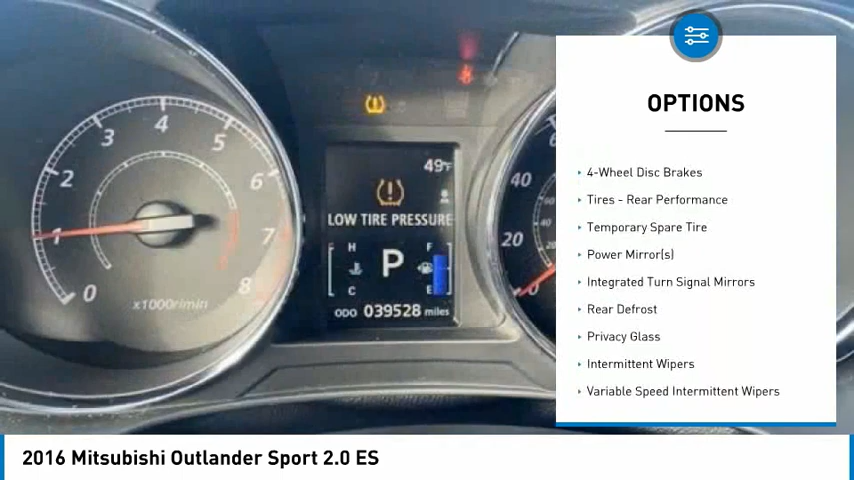 OPTIONS
4-Wheel Disc Brakes
Tires - Rear Performance
Temporary Spare Tire
Power Mirror(s)
Integrated Turn Signal Mirrors
Rear Defrost
Privacy Glass
Intermittent Wipers
Variable Speed Intermittent Wipers
0 1 2 3 4 5 6 7 8
x1000r/min
49°F
LOW TIRE PRESSURE
H F
P
C E
ODO 039528 miles
40
20
0
2016 Mitsubishi Outlander Sport 2.0 ES